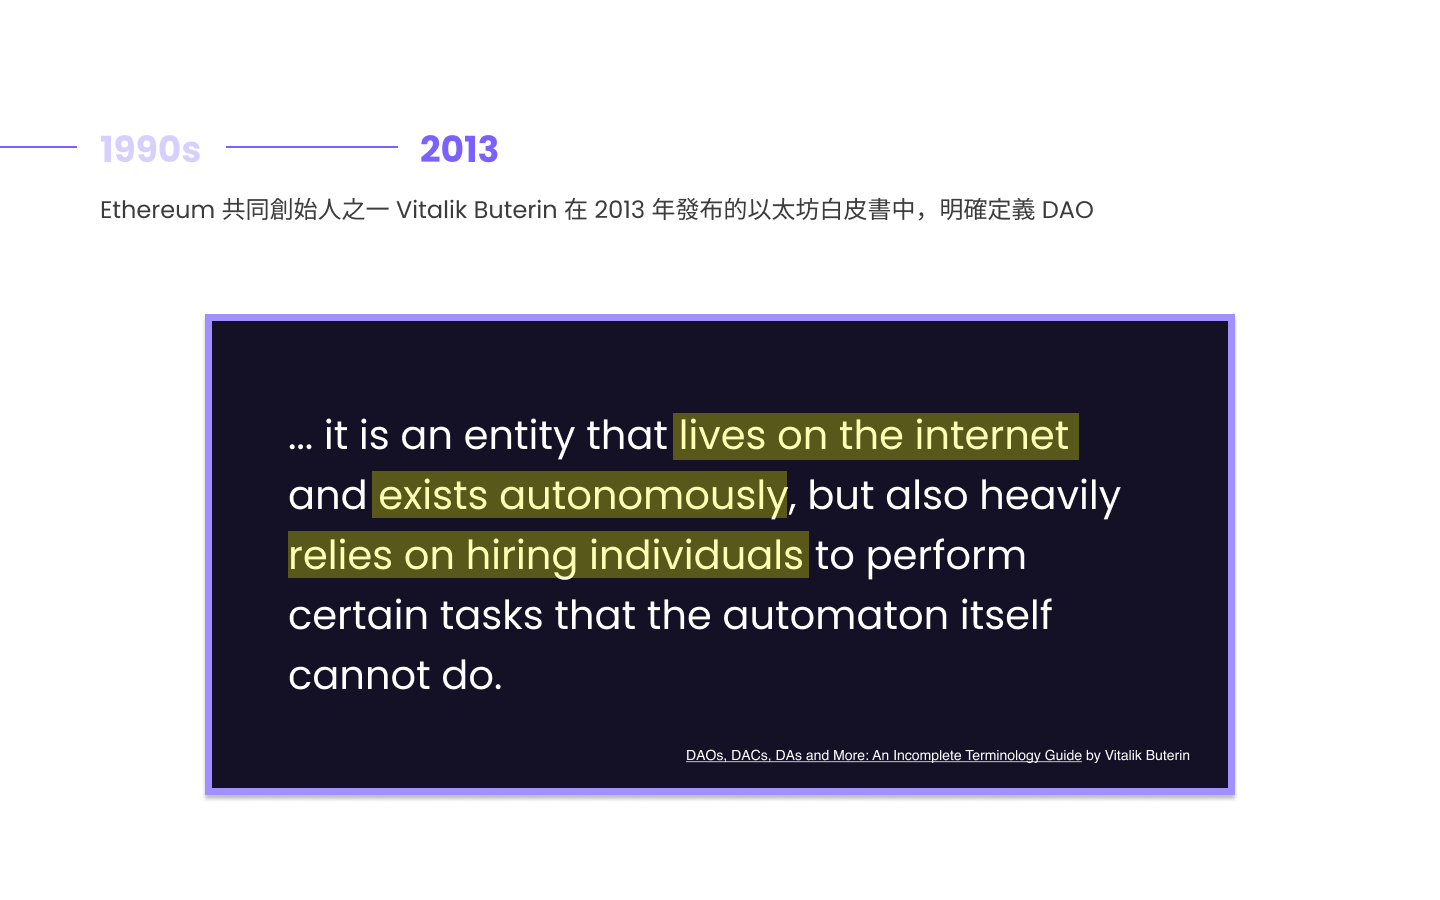 1990s 2013
Ethereum 共同創始人之一 Vitalik Buterin 在 2013 年發布的以太坊白皮書中，明確定義 DAO
... it is an entity that lives on the internet
and exists autonomously, but also heavily
relies on hiring individuals to perform
certain tasks that the automaton itself
cannot do.
DAOs, DACs, DAs and More: An Incomplete Terminology Guide by Vitalik Buterin